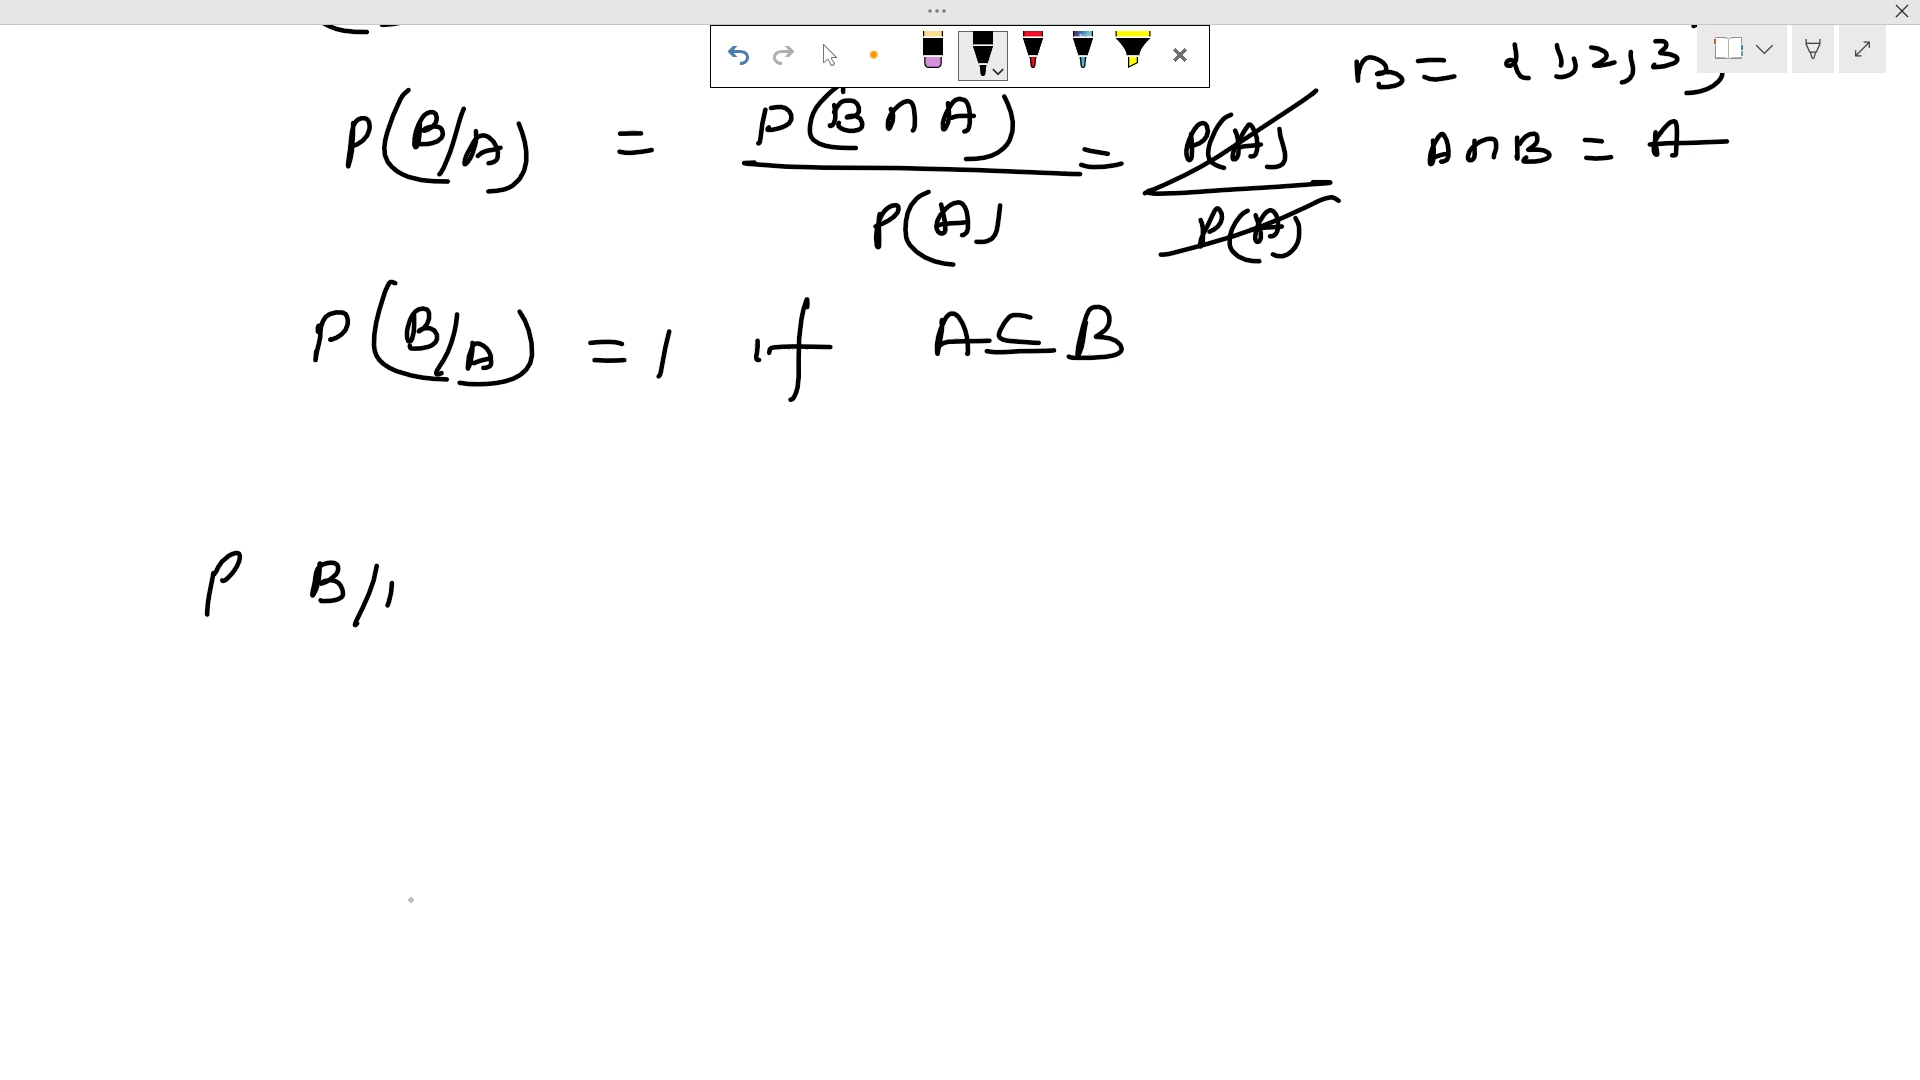 B = {1,2,3}
P(B/A) = P(B∩A) / P(A) = P(A) / P(A)
A∩B = A
P(B/A) = 1 if A⊆B
P B/